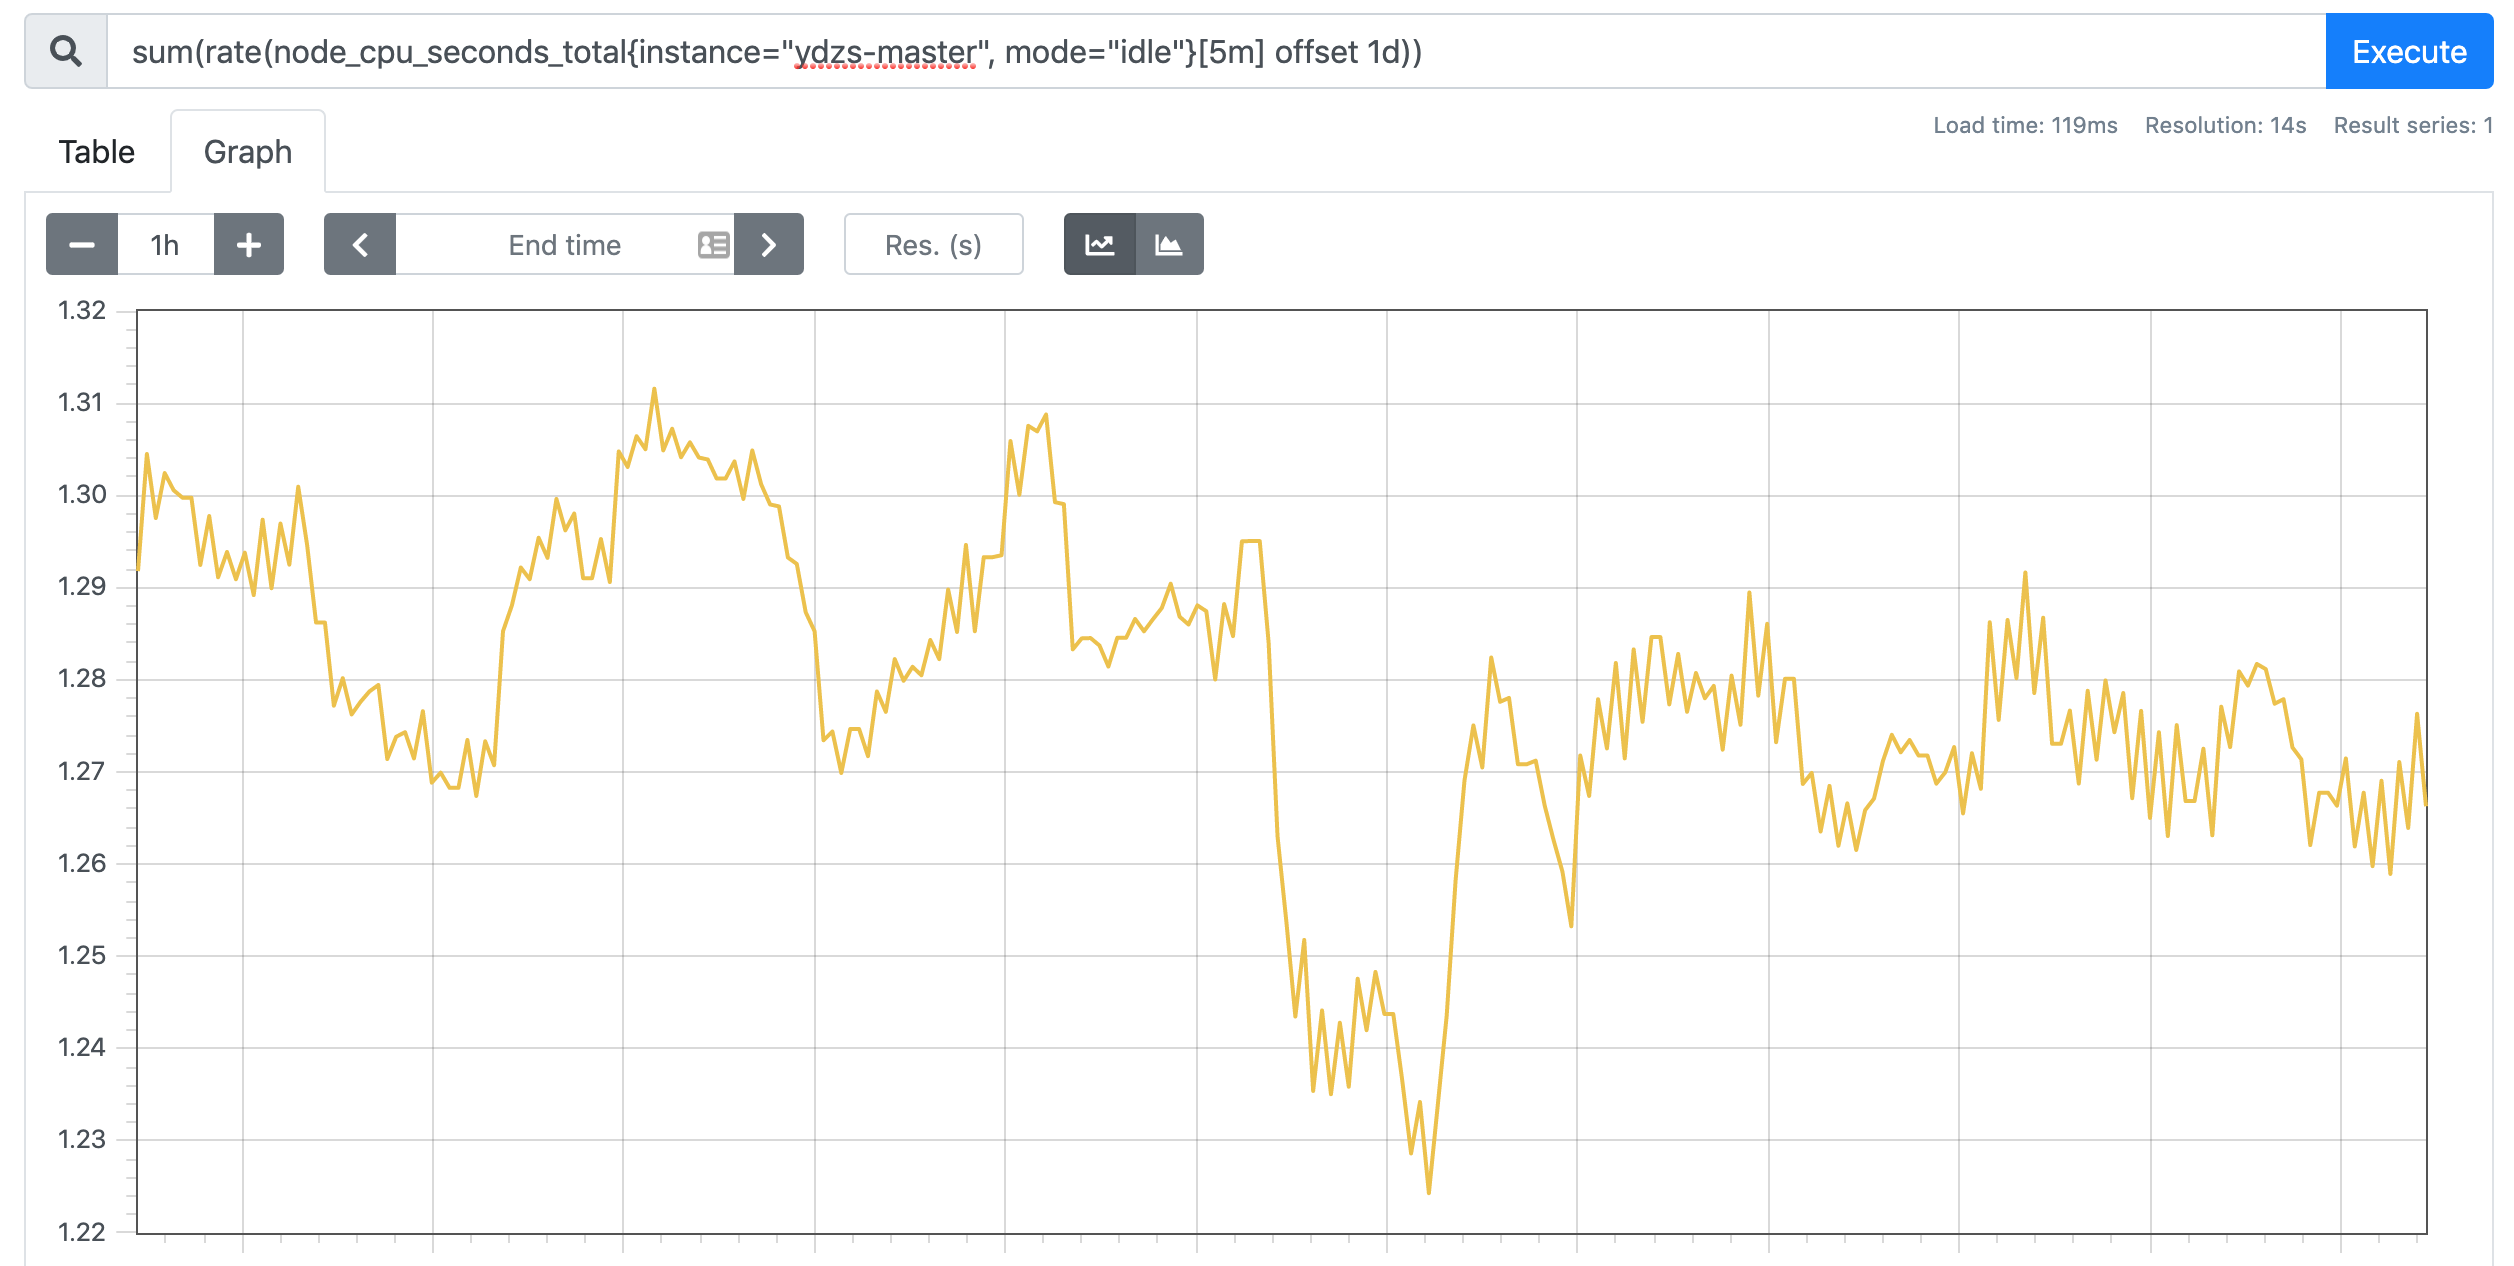 sum(rate(node_cpu_seconds_total{instance="ydzs-master", mode="idle"}[5m] offset 1d))
Execute
Load time: 119ms Resolution: 14s Result series: 1
Table
Graph
1h
End time
Res. (s)
1.32
1.31
1.30
1.29
1.28
1.27
1.26
1.25
1.24
1.23
1.22